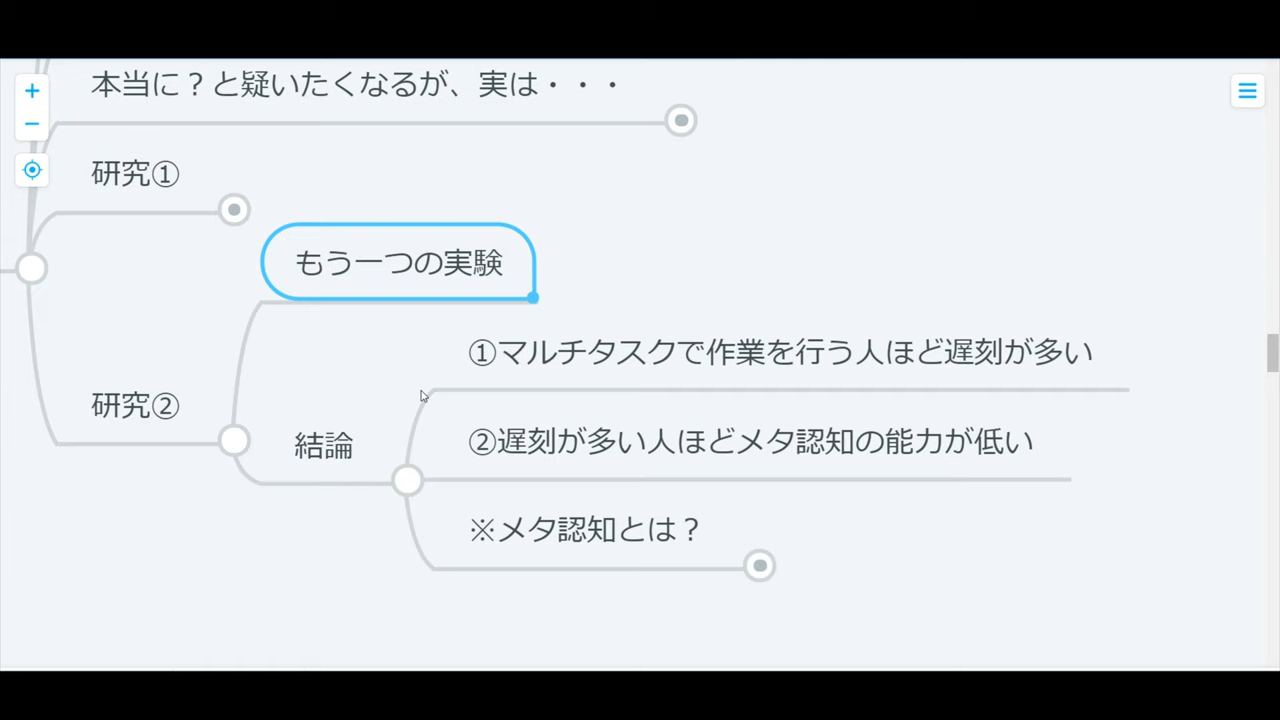 本当に？と疑いたくなるが、実は・・・
研究①
もう一つの実験
①マルチタスクで作業を行う人ほど遅刻が多い
研究②
結論
②遅刻が多い人ほどメタ認知の能力が低い
※メタ認知とは？